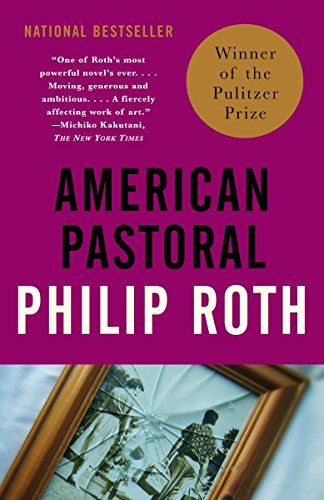 NATIONAL BESTSELLER
"One of Roth's most
powerful novel's ever. . . .
Moving, generous and
ambitious. . . . A fiercely
affecting work of art."
—Michiko Kakutani,
THE NEW YORK TIMES
Winner
of the
Pulitzer
Prize
AMERICAN
PASTORAL
PHILIP ROTH